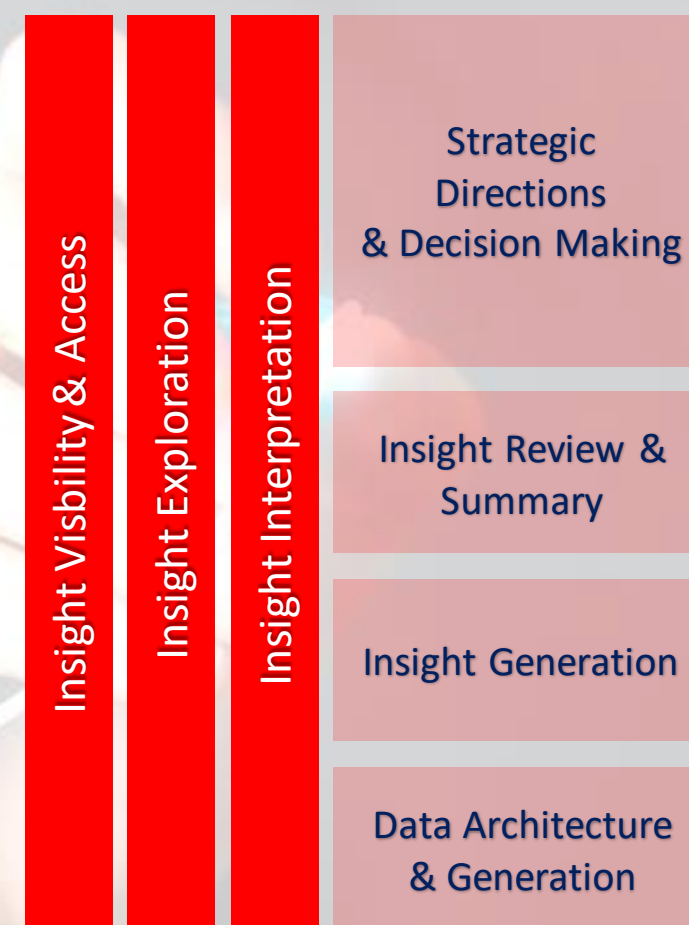 Insight Visbility & Access
Insight Exploration
Insight Interpretation
Strategic
Directions
& Decision Making
Insight Review &
Summary
Insight Generation
Data Architecture
& Generation